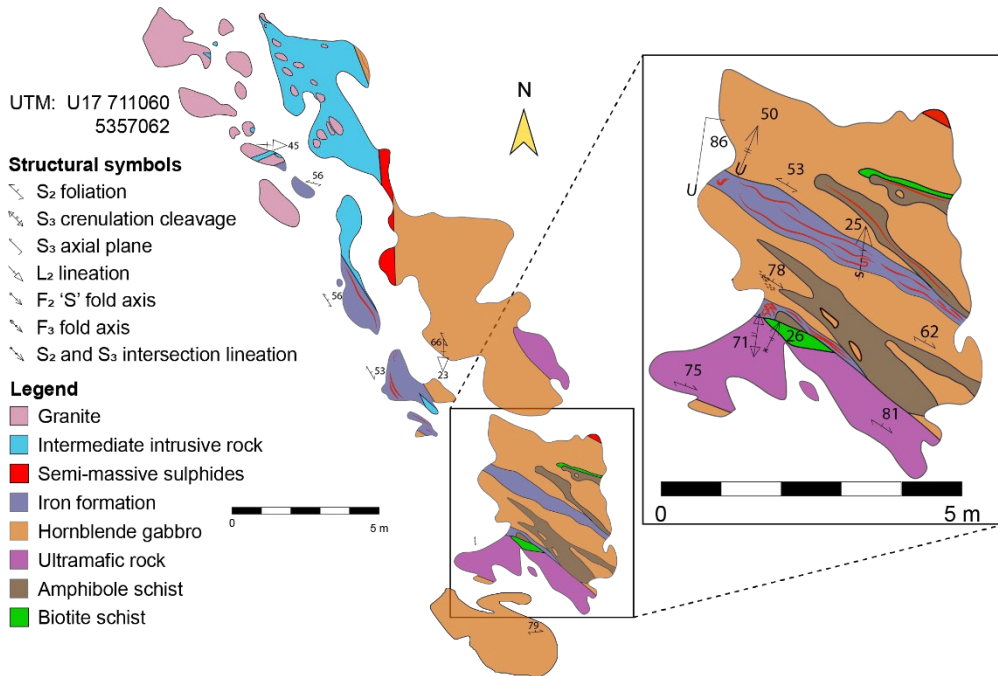 UTM: U17 711060
5357062
Structural symbols
S₂ foliation
S₃ crenulation cleavage
S₃ axial plane
L₂ lineation
F₂ ‘S’ fold axis
F₃ fold axis
S₂ and S₃ intersection lineation
Legend
Granite
Intermediate intrusive rock
Semi-massive sulphides
Iron formation
Hornblende gabbro
Ultramafic rock
Amphibole schist
Biotite schist
0
5 m
N
45
56
56
66
23
53
79
50
86
U
U
53
25
S
S
78
62
71
26
75
81
0
5 m